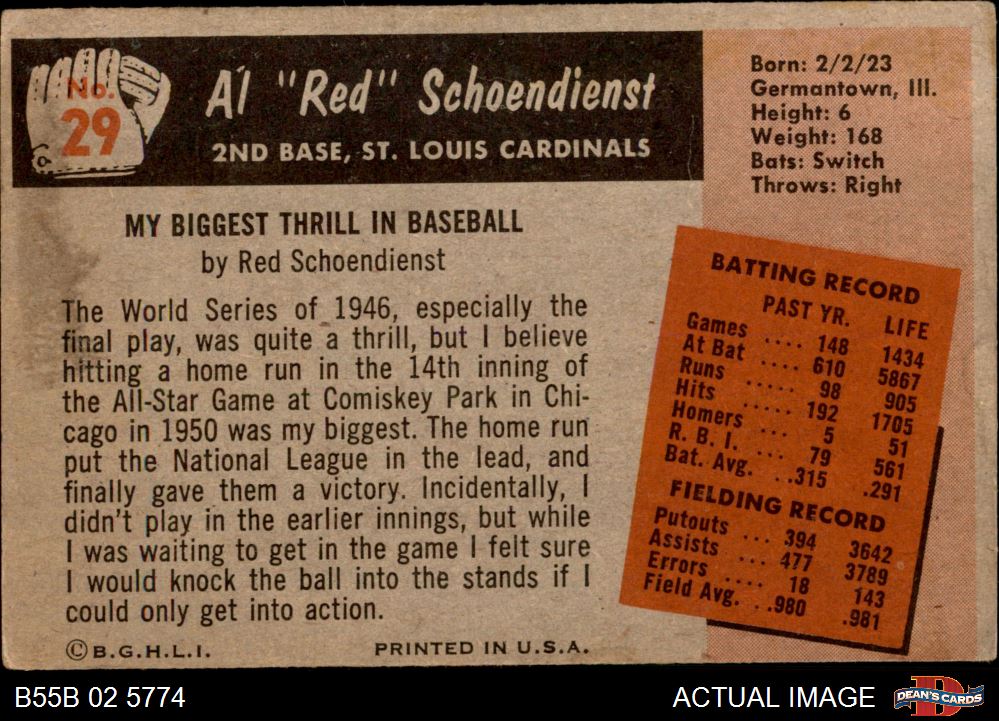 No.
29
Al "Red" Schoendienst
2ND BASE, ST. LOUIS CARDINALS
Born: 2/2/23
Germantown, Ill.
Height: 6
Weight: 168
Bats: Switch
Throws: Right
MY BIGGEST THRILL IN BASEBALL
by Red Schoendienst
The World Series of 1946, especially the
final play, was quite a thrill, but I believe
hitting a home run in the 14th inning of
the All-Star Game at Comiskey Park in Chi-
cago in 1950 was my biggest. The home run
put the National League in the lead, and
finally gave them a victory. Incidentally, I
didn't play in the earlier innings, but while
I was waiting to get in the game I felt sure
I would knock the ball into the stands if I
could only get into action.
©B.G.H.L.I. PRINTED IN U.S.A.
BATTING RECORD
PAST YR. LIFE
Games .... 148 1434
At Bat .... 610 5867
Runs ..... 98 905
Hits ..... 192 1705
Homers ... 5 51
R. B. I. ... 79 561
Bat. Avg. ..315 .291
FIELDING RECORD
Putouts ... 394 3642
Assists ... 477 3789
Errors .... 18 143
Field Avg. ..980 .981
B55B 02 5774 ACTUAL IMAGE DEAN'S CARDS